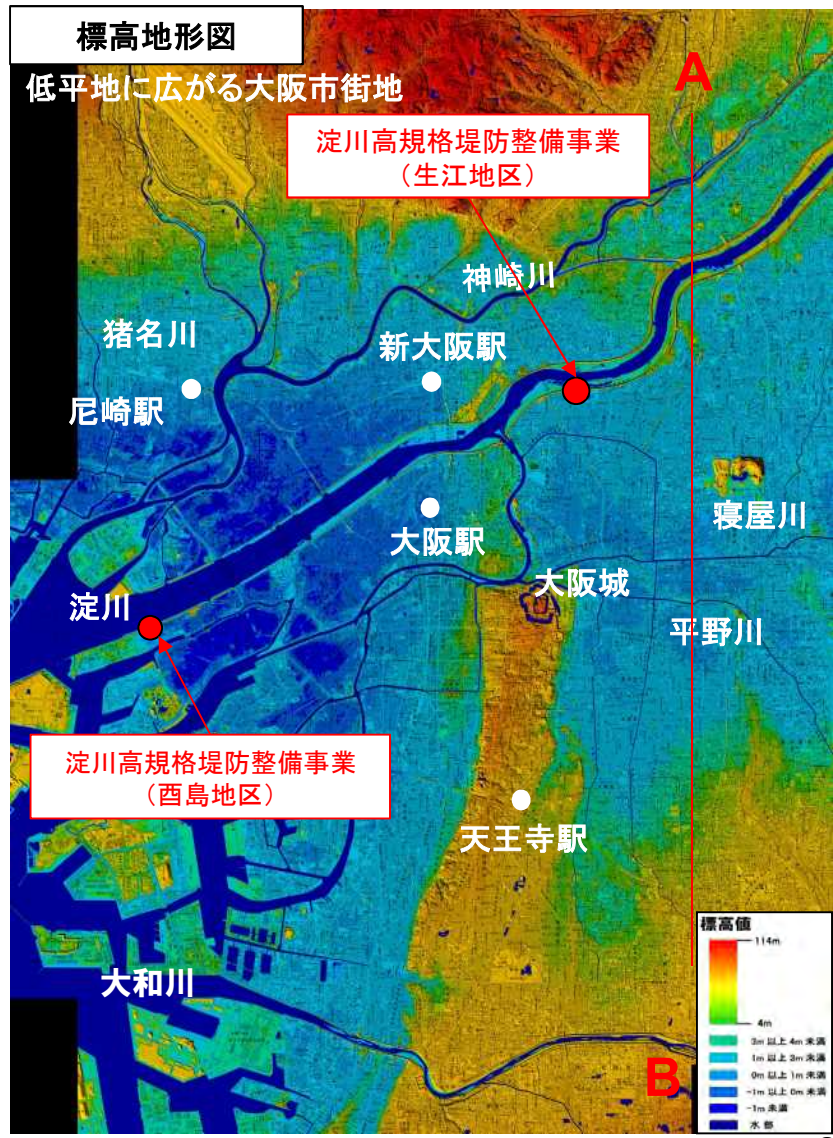 標高地形図
低平地に広がる大阪市街地
A
淀川高規格堤防整備事業
（生江地区）
神崎川
猪名川
新大阪駅
尼崎駅
寝屋川
大阪駅
大阪城
淀川
平野川
淀川高規格堤防整備事業
（酉島地区）
天王寺駅
標高値
114m
大和川
4m
3m 以上 4m 未満
1m 以上 3m 未満
0m 以上 1m 未満
-1m 以上 0m 未満
-1m 未満
水部
B